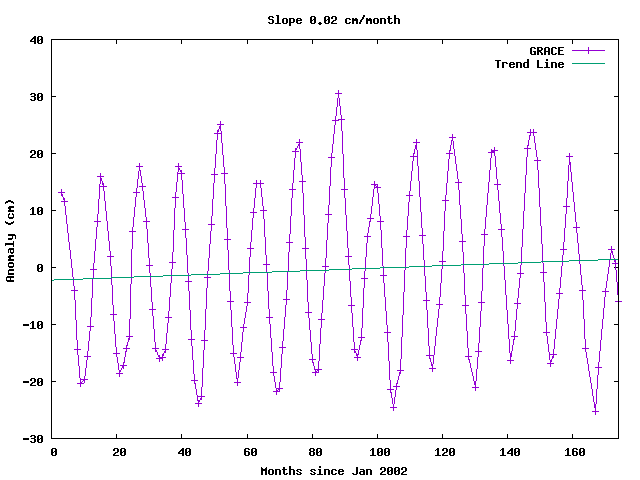 Slope 0.02 cm/month
GRACE
Trend Line
Anomaly (cm)
40
30
20
10
0
-10
-20
-30
0 20 40 60 80 100 120 140 160
Months since Jan 2002